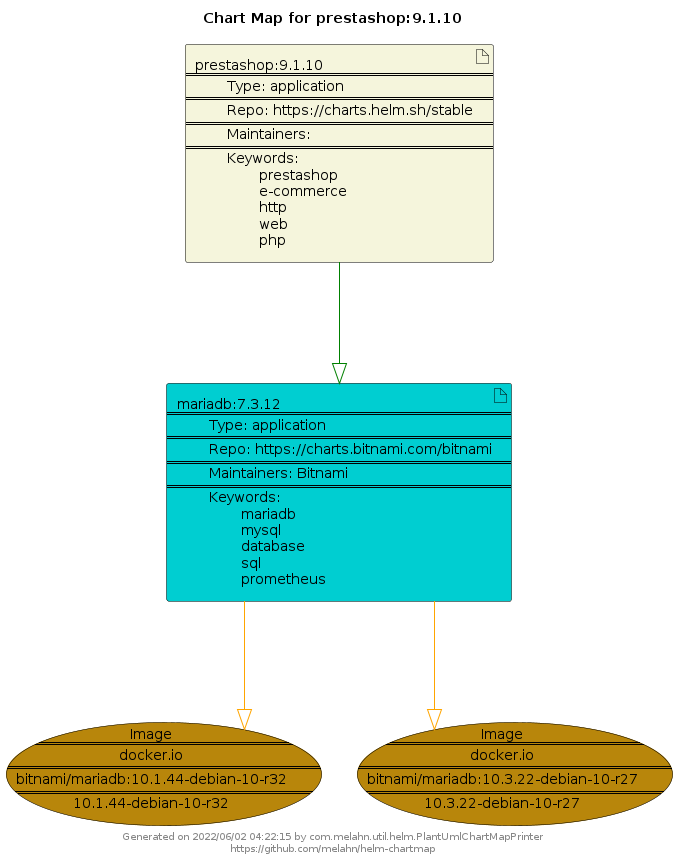 Chart Map for prestashop:9.1.10
prestashop:9.1.10
Type: application
Repo: https://charts.helm.sh/stable
Maintainers:
Keywords:
prestashop
e-commerce
http
web
php
mariadb:7.3.12
Type: application
Repo: https://charts.bitnami.com/bitnami
Maintainers: Bitnami
Keywords:
mariadb
mysql
database
sql
prometheus
Image
docker.io
bitnami/mariadb:10.1.44-debian-10-r32
10.1.44-debian-10-r32
Image
docker.io
bitnami/mariadb:10.3.22-debian-10-r27
10.3.22-debian-10-r27
Generated on 2022/06/02 04:22:15 by com.melahn.util.helm.PlantUmlChartMapPrinter
https://github.com/melahn/helm-chartmap